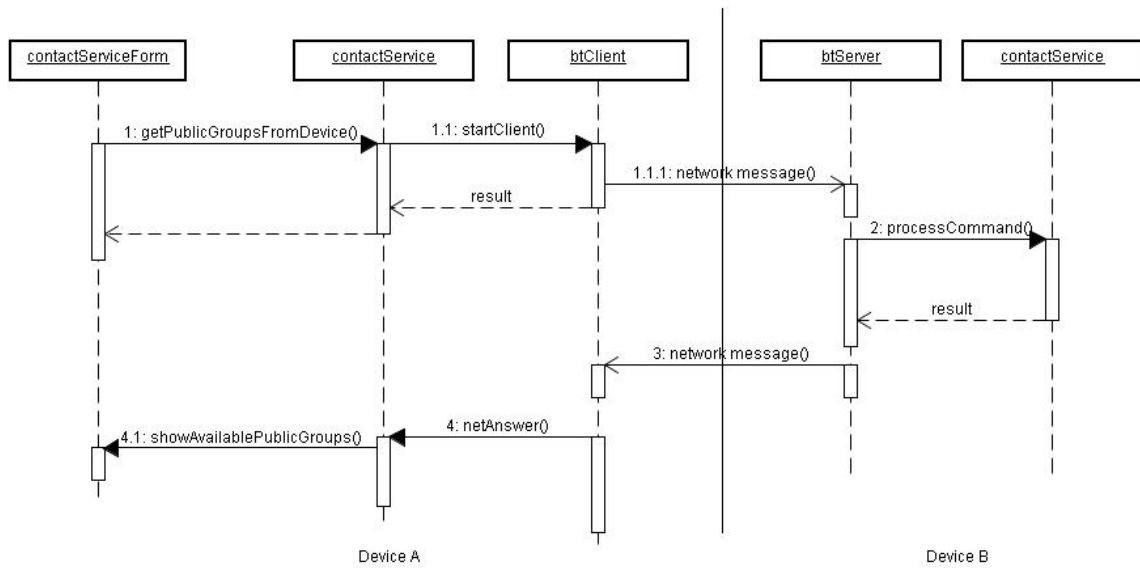 contactServiceForm
contactService
btClient
btServer
contactService
1: getPublicGroupsFromDevice()
1.1: startClient()
1.1.1: network message()
result
2: processCommand()
result
3: network message()
4: netAnswer()
4.1: showAvailablePublicGroups()
Device A
Device B